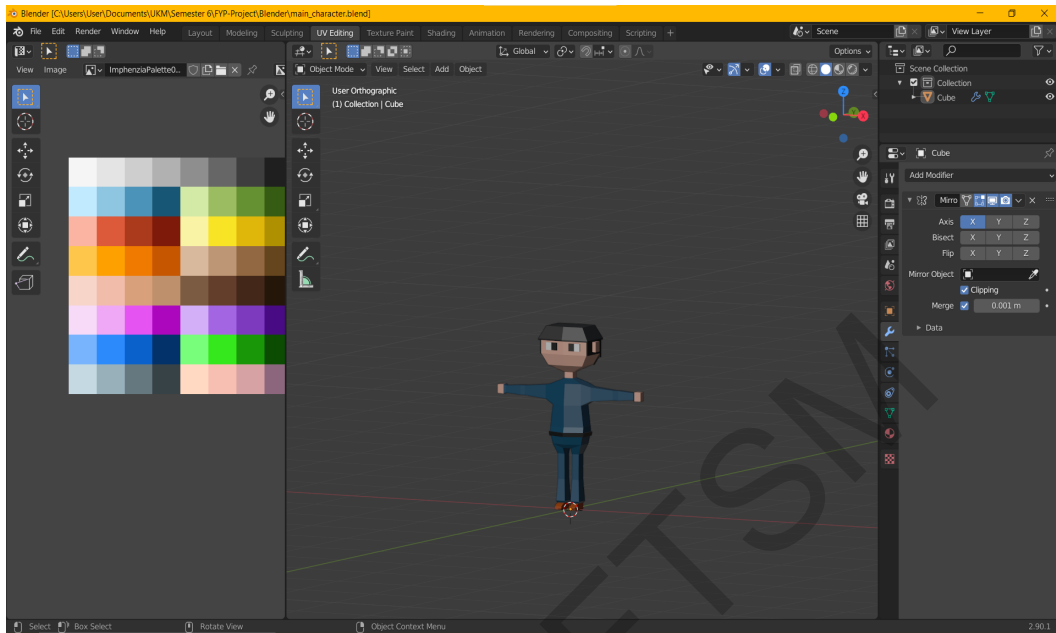 Blender [C:\Users\User\Documents\UKM\Semester 6\FYP-Project\Blender\main_character.blend]
File Edit Render Window Help Layout Modeling Sculpting UV Editing Texture Paint Shading Animation Rendering Compositing Scripting + Scene View Layer
Global Options
View Image ImphenziaPalette0... Object Mode View Select Add Object
User Orthographic
(1) Collection | Cube
Scene Collection
Collection
Cube
Z
X
Cube
Add Modifier
Mirro
Axis X Y Z
Bisect X Y Z
Flip X Y Z
Mirror Object
Clipping
Merge 0.001 m
Data
ETSM
Select Box Select Rotate View Object Context Menu 2.90.1